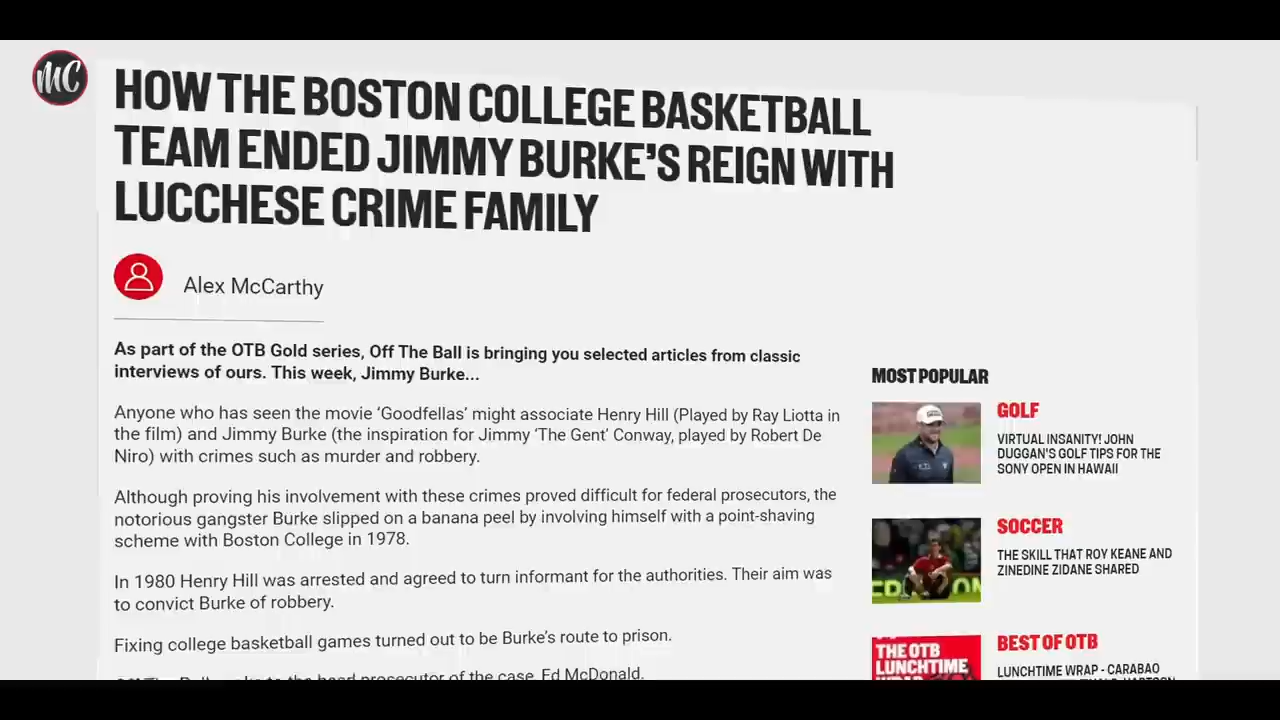 MC
HOW THE BOSTON COLLEGE BASKETBALL
TEAM ENDED JIMMY BURKE'S REIGN WITH
LUCCHESE CRIME FAMILY
Alex McCarthy
As part of the OTB Gold series, Off The Ball is bringing you selected articles from classic
interviews of ours. This week, Jimmy Burke...
Anyone who has seen the movie 'Goodfellas' might associate Henry Hill (Played by Ray Liotta in
the film) and Jimmy Burke (the inspiration for Jimmy 'The Gent' Conway, played by Robert De
Niro) with crimes such as murder and robbery.
Although proving his involvement with these crimes proved difficult for federal prosecutors, the
notorious gangster Burke slipped on a banana peel by involving himself with a point-shaving
scheme with Boston College in 1978.
In 1980 Henry Hill was arrested and agreed to turn informant for the authorities. Their aim was
to convict Burke of robbery.
Fixing college basketball games turned out to be Burke's route to prison.
head prosecutor of the case, Ed McDonald.
MOST POPULAR
GOLF
VIRTUAL INSANITY! JOHN
DUGGAN'S GOLF TIPS FOR THE
SONY OPEN IN HAWAII
SOCCER
THE SKILL THAT ROY KEANE AND
ZINEDINE ZIDANE SHARED
THE OTB
LUNCHTIME
BEST OF OTB
LUNCHTIME WRAP - CARABAO